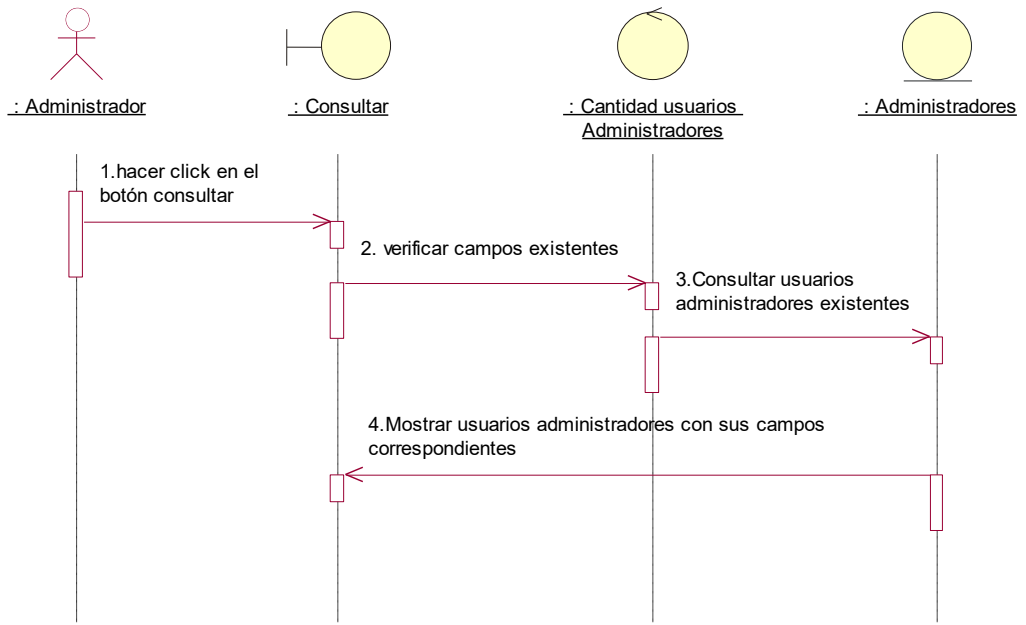 : Administrador
: Consultar
: Cantidad usuarios
Administradores
: Administradores
1.hacer click en el
botón consultar
2. verificar campos existentes
3.Consultar usuarios
administradores existentes
4.Mostrar usuarios administradores con sus campos
correspondientes